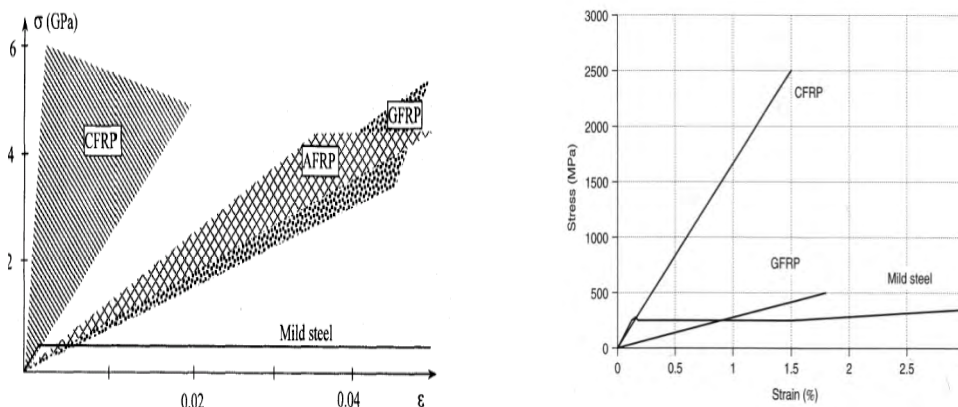 σ (GPa)
6
CFRP
GFRP
4
AFRP
2
Mild steel
0.02
0.04
ε
3000
2500
CFRP
2000
Stress (MPa)
1500
1000
GFRP
Mild steel
500
0
0
0.5
1
1.5
2
2.5
Strain (%)